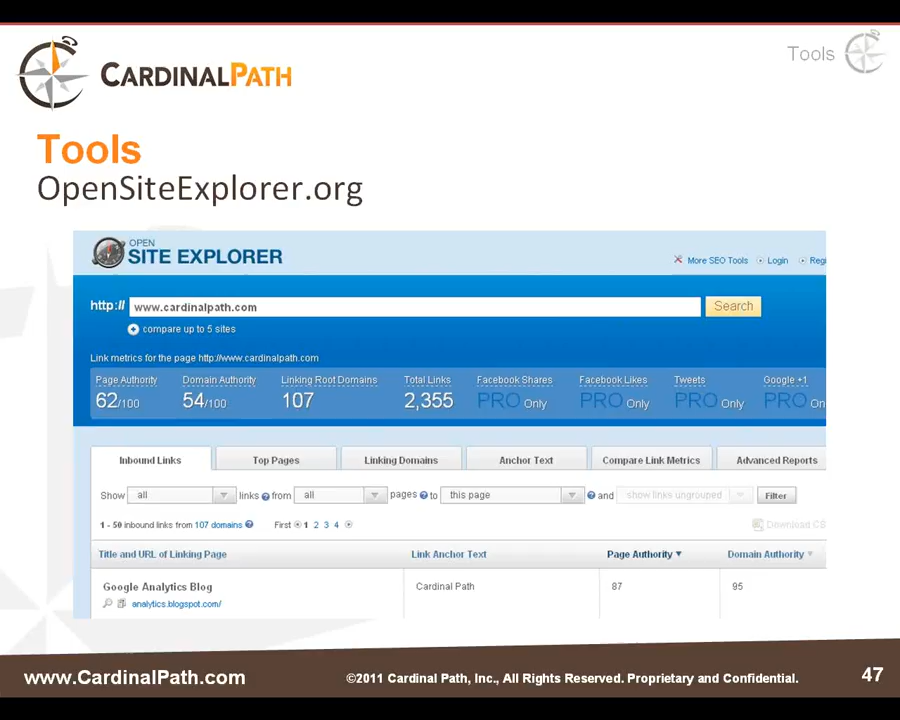 Tools
CARDINALPATH
Tools
OpenSiteExplorer.org
OPEN
SITE EXPLORER
More SEO Tools Login Regi
http:// www.cardinalpath.com Search
compare up to 5 sites
Link metrics for the page http://www.cardinalpath.com
Page Authority Domain Authority Linking Root Domains Total Links Facebook Shares Facebook Likes Tweets Google +1
62/100 54/100 107 2,355 PRO Only PRO Only PRO Only PRO On
Inbound Links Top Pages Linking Domains Anchor Text Compare Link Metrics Advanced Reports
Show all links from all pages to this page and show links ungrouped Filter
1 - 50 inbound links from 107 domains First 1 2 3 4
Download CS
Title and URL of Linking Page Link Anchor Text Page Authority Domain Authority
Google Analytics Blog Cardinal Path 87 95
analytics.blogspot.com/
www.CardinalPath.com ©2011 Cardinal Path, Inc., All Rights Reserved. Proprietary and Confidential. 47